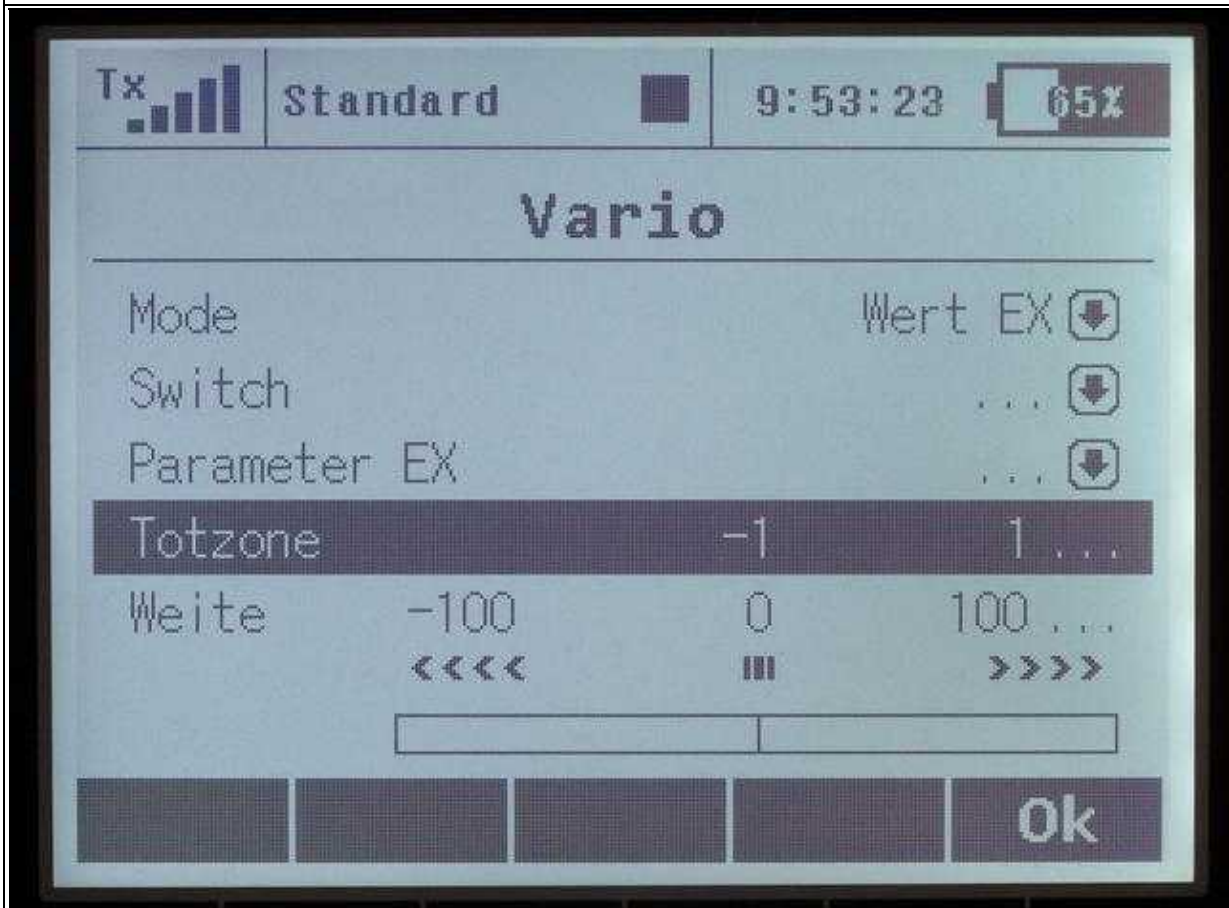 Tx Standard 9:53:23 65%
Vario
Mode Wert EX
Switch ...
Parameter EX ...
Totzone -1 1 ...
Weite -100 0 100 ...
<<<< >>>>
Ok